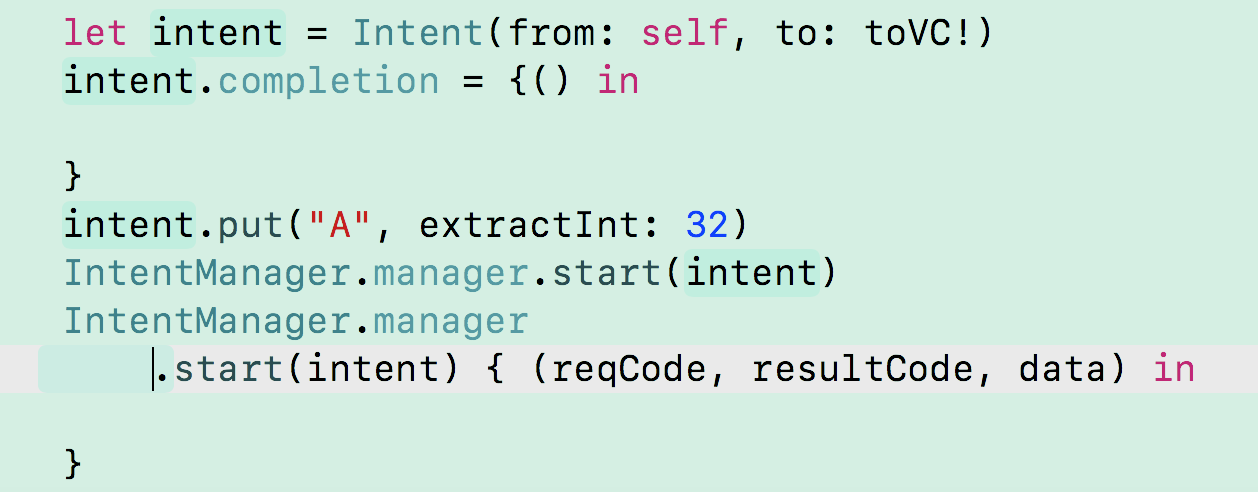 let intent = Intent(from: self, to: toVC!)
intent.completion = {() in
}
intent.put("A", extractInt: 32)
IntentManager.manager.start(intent)
IntentManager.manager
.start(intent) { (reqCode, resultCode, data) in
}